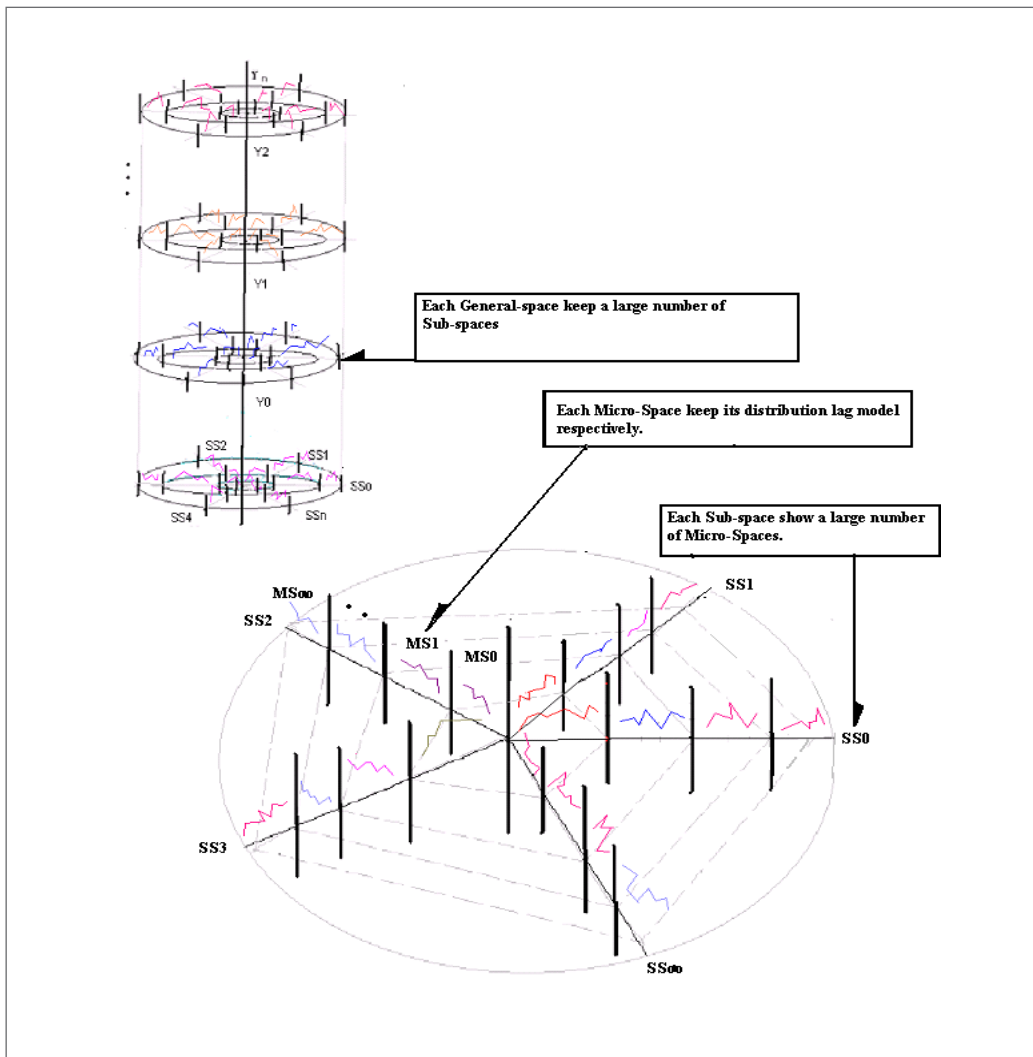 Yn
Y2
Y1
Each General-space keep a large number of
Sub-spaces
Y0
Each Micro-Space keep its distribution lag model
respectively.
SS2
SS1
SSo
SS4
SSn
Each Sub-space show a large number
of Micro-Spaces.
SS1
MS∞
SS2
MS1
MS0
SS0
SS3
SS∞